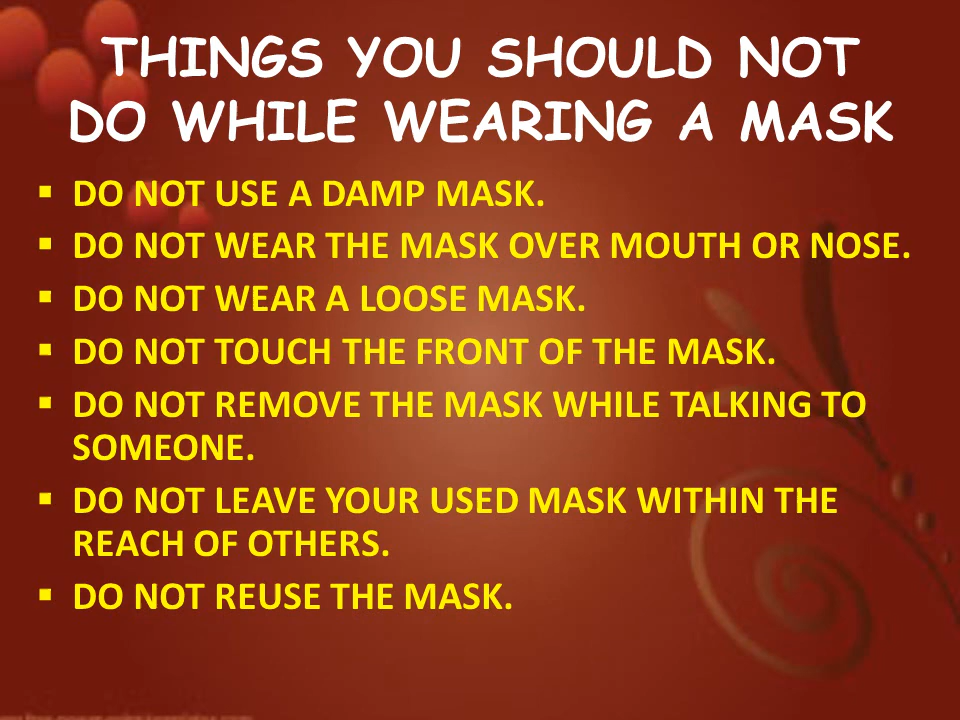 THINGS YOU SHOULD NOT
DO WHILE WEARING A MASK
▪ DO NOT USE A DAMP MASK.
▪ DO NOT WEAR THE MASK OVER MOUTH OR NOSE.
▪ DO NOT WEAR A LOOSE MASK.
▪ DO NOT TOUCH THE FRONT OF THE MASK.
▪ DO NOT REMOVE THE MASK WHILE TALKING TO
SOMEONE.
▪ DO NOT LEAVE YOUR USED MASK WITHIN THE
REACH OF OTHERS.
▪ DO NOT REUSE THE MASK.